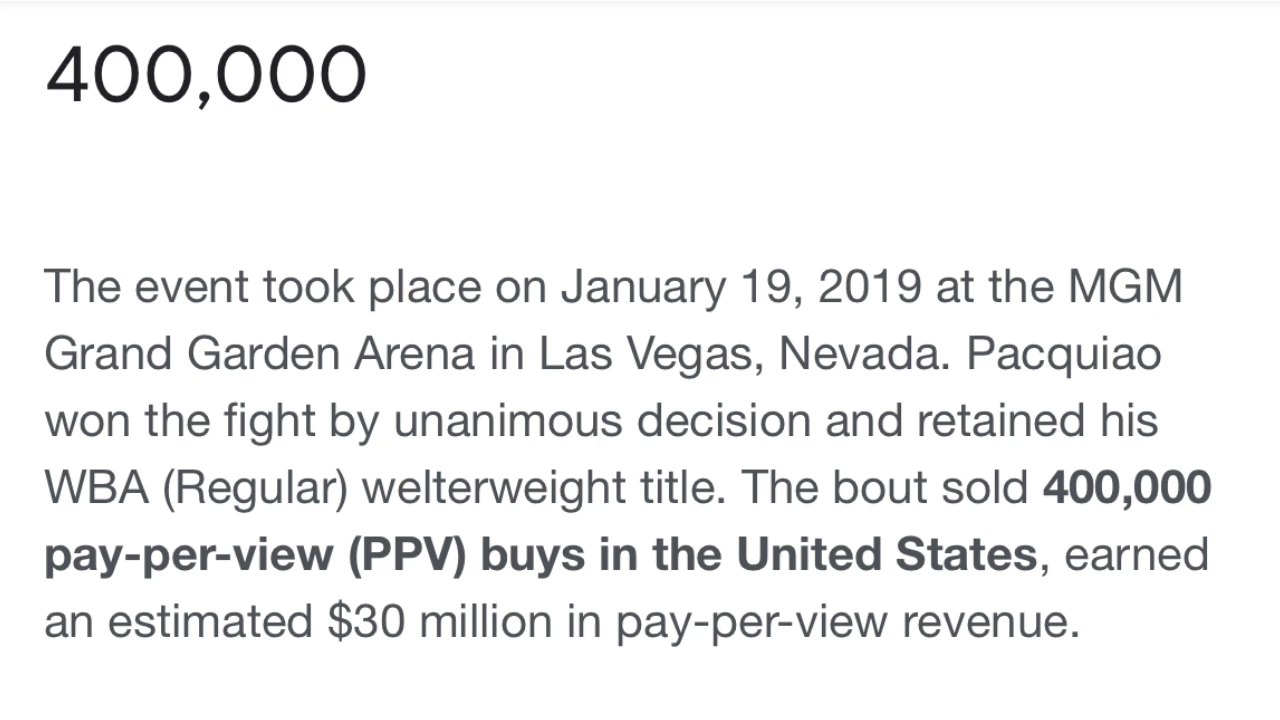 400,000
The event took place on January 19, 2019 at the MGM
Grand Garden Arena in Las Vegas, Nevada. Pacquiao
won the fight by unanimous decision and retained his
WBA (Regular) welterweight title. The bout sold 400,000
pay-per-view (PPV) buys in the United States, earned
an estimated $30 million in pay-per-view revenue.